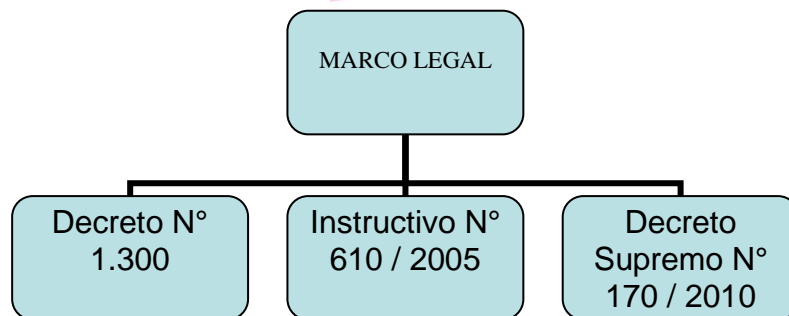 MARCO LEGAL
Decreto N°
1.300
Instructivo N°
610 / 2005
Decreto
Supremo N°
170 / 2010